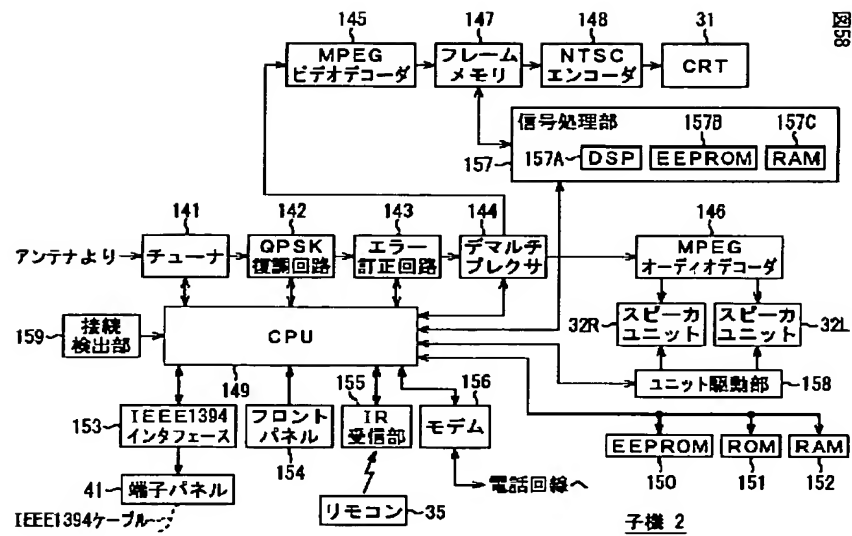 図58
145
147
148
31
MPEG
ビデオデコーダ
フレーム
メモリ
NTSC
エンコーダ
CRT
信号処理部
157B
157C
157
157A
DSP
EEPROM
RAM
141
142
143
144
146
アンテナより
チューナ
QPSK
復調回路
エラー
訂正回路
デマルチ
プレクサ
MPEG
オーディオデコーダ
159
接続
検出部
CPU
149
32R
スピーカ
ユニット
スピーカ
ユニット
32L
ユニット駆動部
158
153
IEEE1394
インタフェース
フロント
パネル
154
155
IR
受信部
156
モデム
EEPROM
150
ROM
151
RAM
152
41
端子パネル
IEEE1394ケーブル
リモコン
35
電話回線へ
子機 2